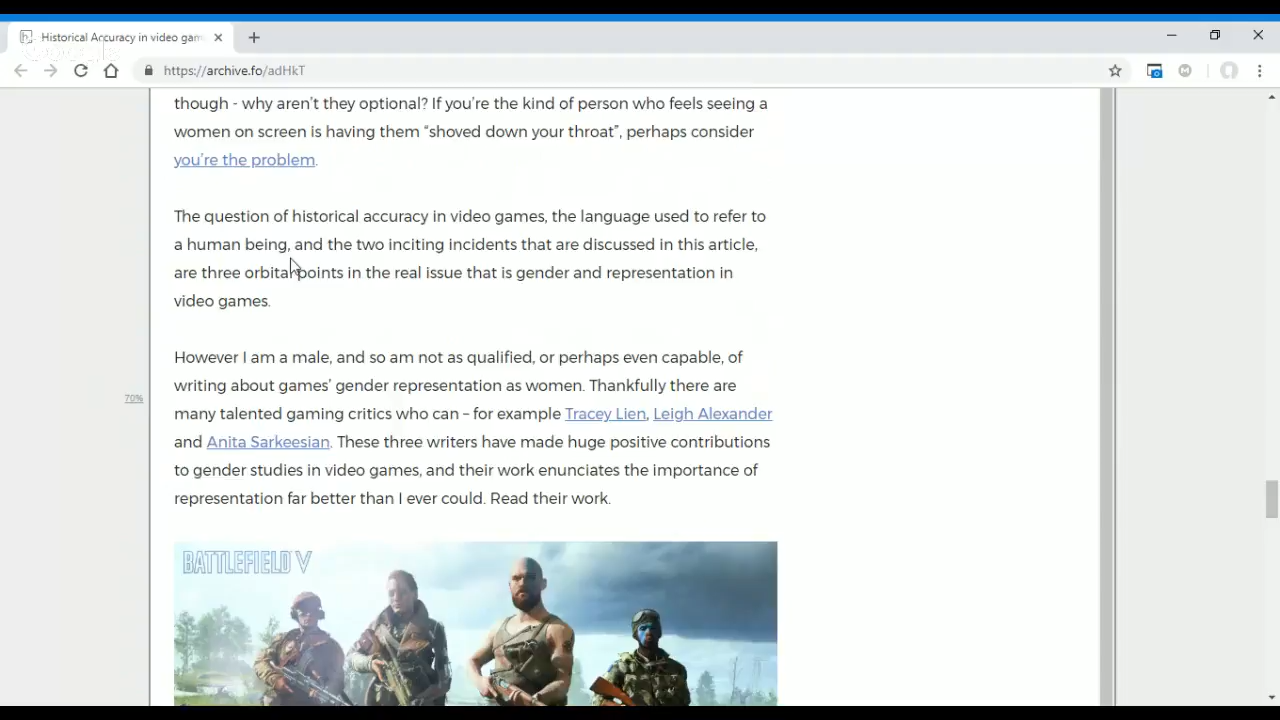 Historical Accuracy in video gam
https://archive.fo/adHkT
though - why aren't they optional? If you're the kind of person who feels seeing a
women on screen is having them “shoved down your throat”, perhaps consider
you're the problem.
The question of historical accuracy in video games, the language used to refer to
a human being, and the two inciting incidents that are discussed in this article,
are three orbital points in the real issue that is gender and representation in
video games.
However I am a male, and so am not as qualified, or perhaps even capable, of
writing about games’ gender representation as women. Thankfully there are
70%
many talented gaming critics who can – for example Tracey Lien, Leigh Alexander
and Anita Sarkeesian. These three writers have made huge positive contributions
to gender studies in video games, and their work enunciates the importance of
representation far better than I ever could. Read their work.
BATTLEFIELD V